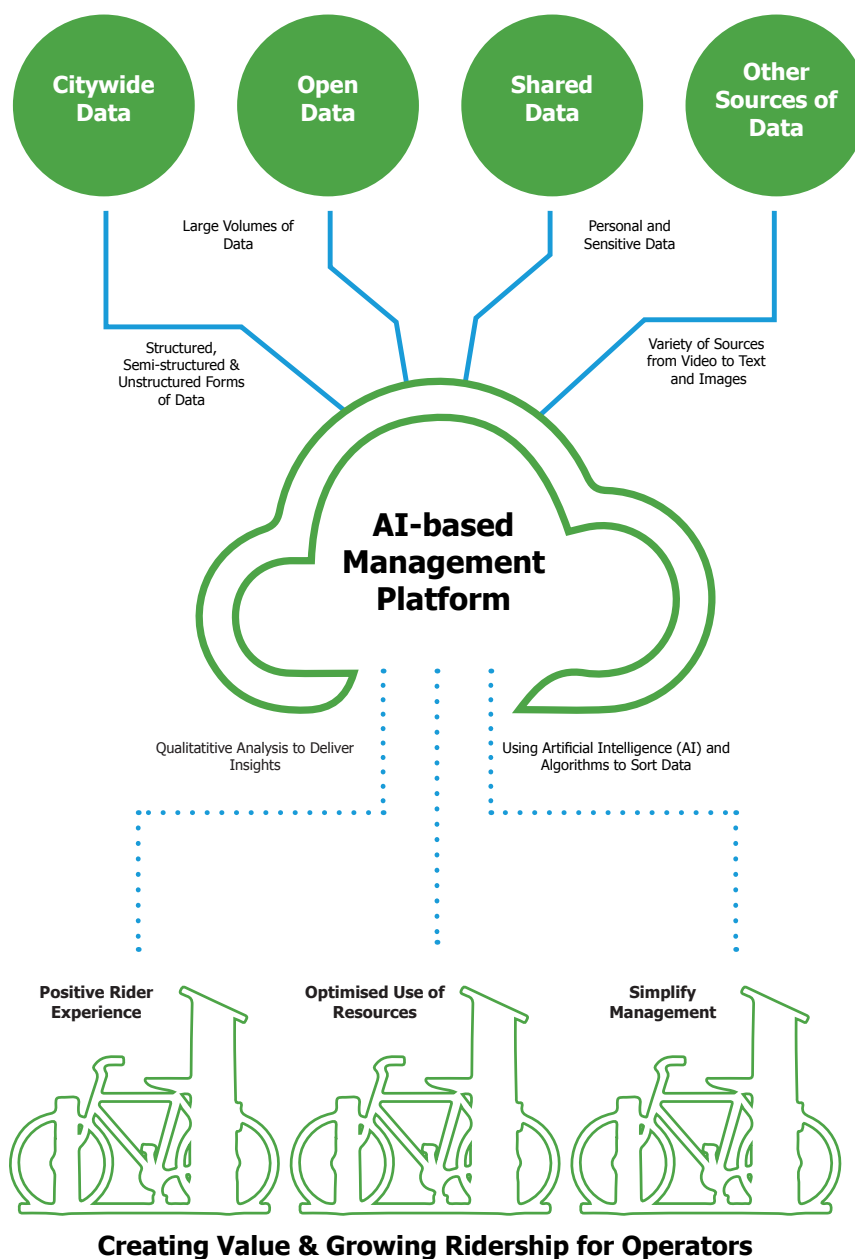 Citywide
Data
Open
Data
Shared
Data
Other
Sources of
Data
Large Volumes of
Data
Personal and
Sensitive Data
Structured,
Semi-structured &
Unstructured Forms
of Data
Variety of Sources
from Video to Text
and Images
AI-based
Management
Platform
Qualitatitive Analysis to Deliver
Insights
Using Artificial Intelligence (AI) and
Algorithms to Sort Data
Positive Rider
Experience
Optimised Use of
Resources
Simplify
Management
Creating Value & Growing Ridership for Operators